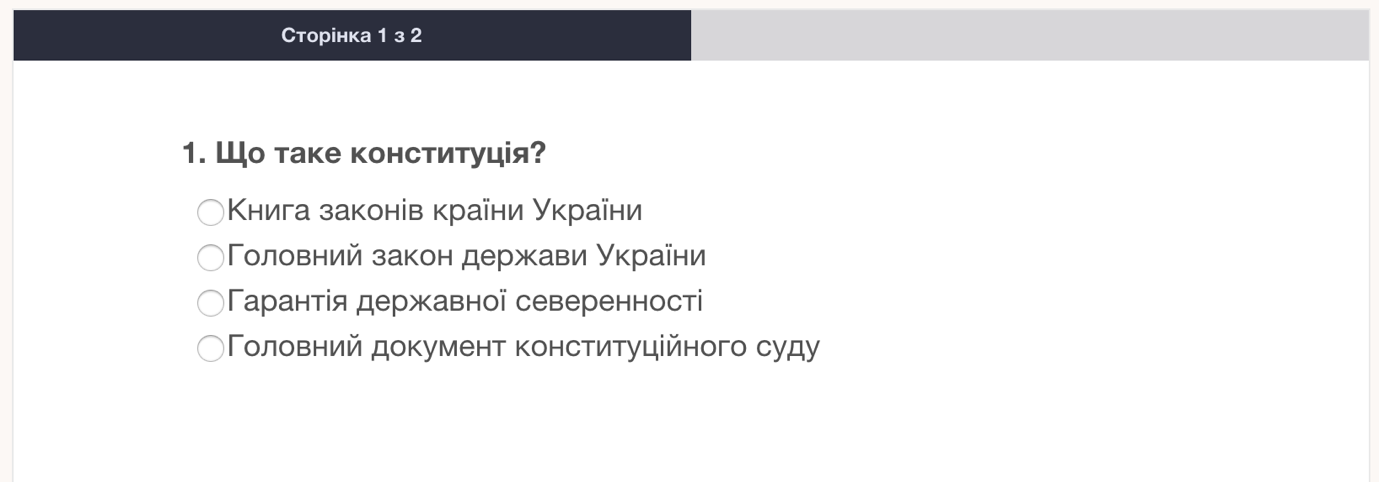 Сторінка 1 з 2
1. Що таке конституція?
Книга законів країни України
Головний закон держави України
Гарантія державної северенності
Головний документ конституційного суду